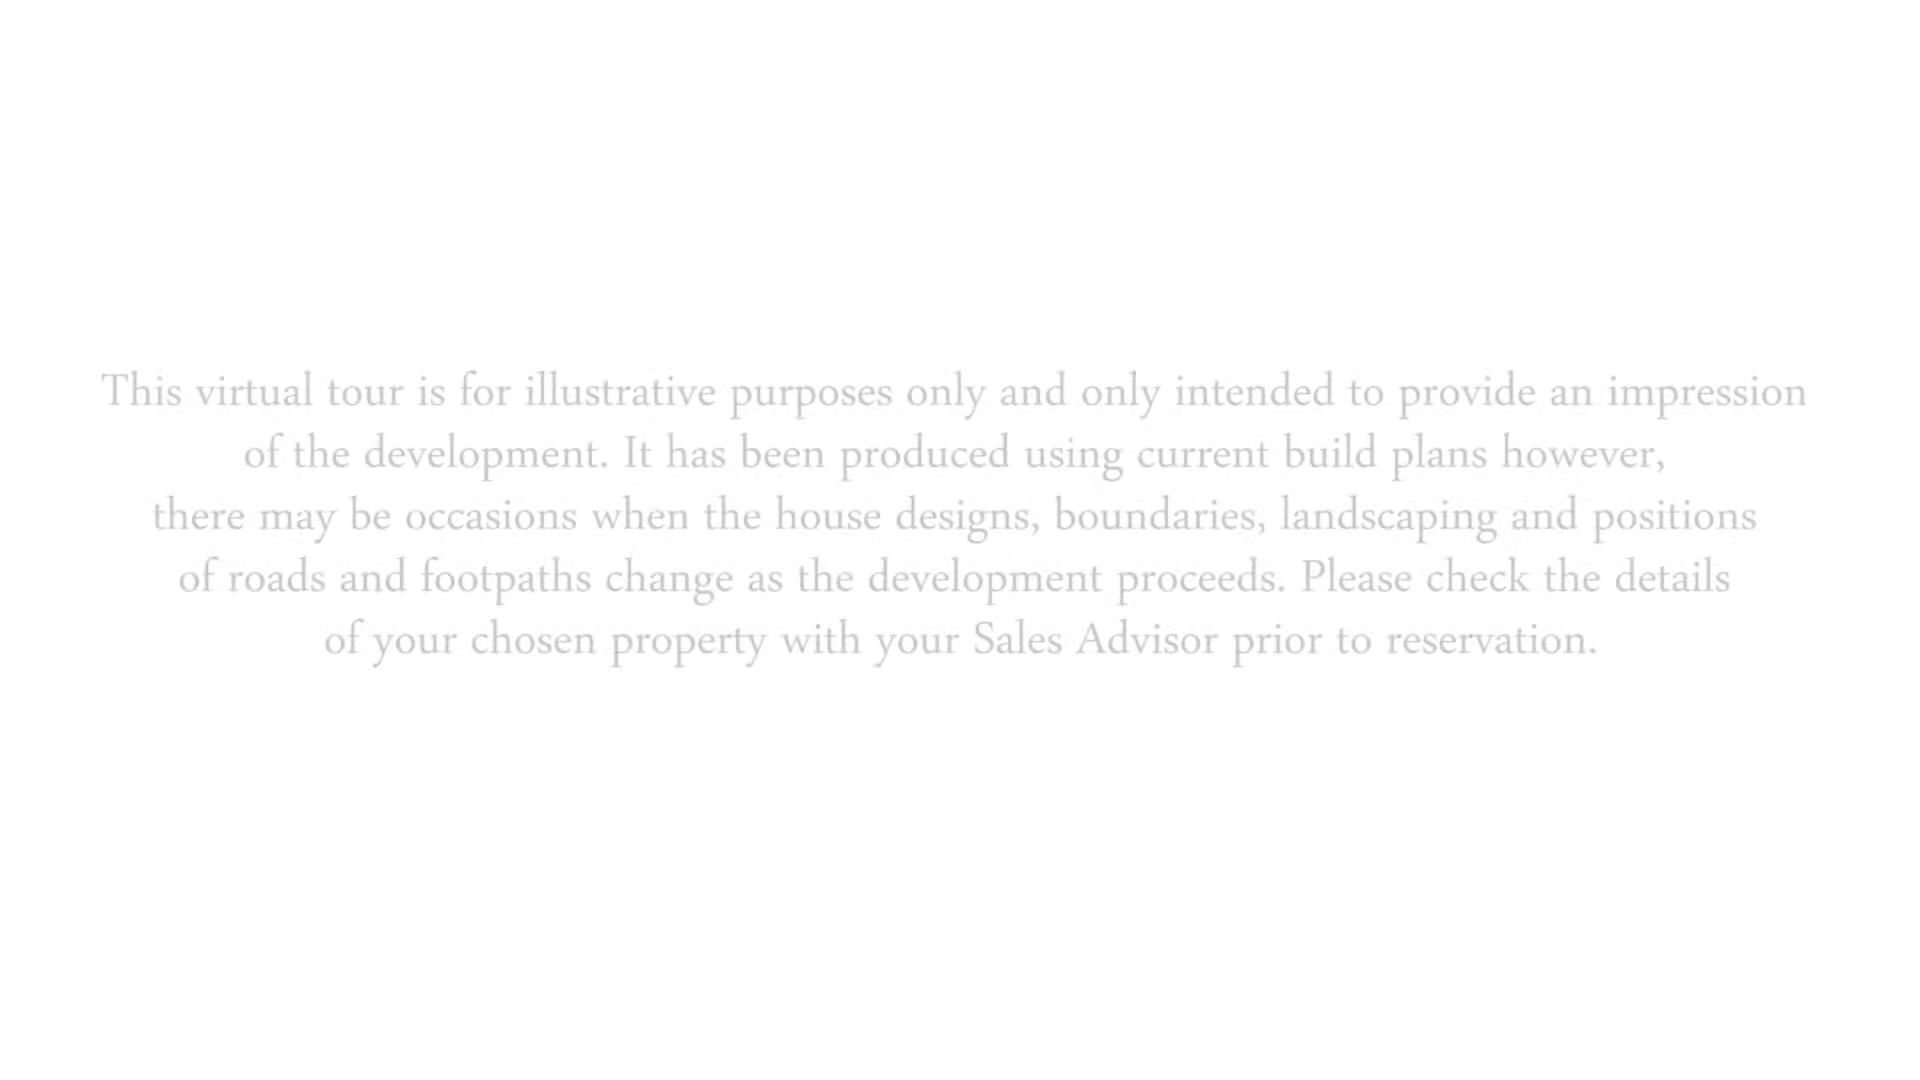 This virtual tour is for illustrative purposes only and only intended to provide an impression
of the development. It has been produced using current build plans however,
there may be occasions when the house designs, boundaries, landscaping and positions
of roads and footpaths change as the development proceeds. Please check the details
of your chosen property with your Sales Advisor prior to reservation.